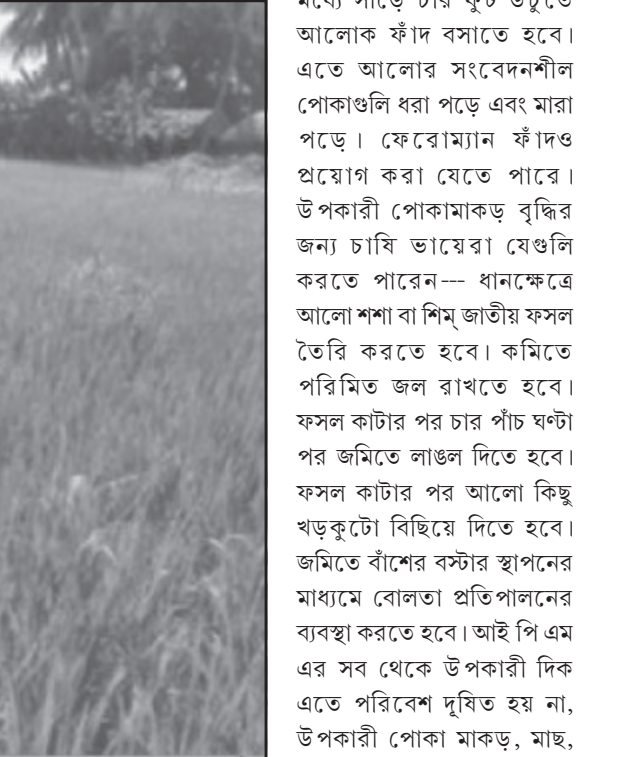 মধ্যে সাড়ে চার ফুট উঁচুতে
আলোক ফাঁদ বসাতে হবে।
এতে আলোর সংবেদনশীল
পোকাগুলি ধরা পড়ে এবং মারা
পড়ে। ফেরোম্যান ফাঁদও
প্রয়োগ করা যেতে পারে।
উপকারী পোকামাকড় বৃদ্ধির
জন্য চাষি ভায়েরা যেগুলি
করতে পারেন--- ধানক্ষেত্রে
আলো শশা বা শিম্ জাতীয় ফসল
তৈরি করতে হবে। কমিতে
পরিমিত জল রাখতে হবে।
ফসল কাটার পর চার পাঁচ ঘণ্টা
পর জমিতে লাঙল দিতে হবে।
ফসল কাটার পর আলো কিছু
খড়কুটো বিছিয়ে দিতে হবে।
জমিতে বাঁশের বস্টার স্থাপনের
মাধ্যমে বোলতা প্রতিপালনের
ব্যবস্থা করতে হবে। আই পি এম
এর সব থেকে উপকারী দিক
এতে পরিবেশ দূষিত হয় না,
উপকারী পোকা মাকড়, মাছ,